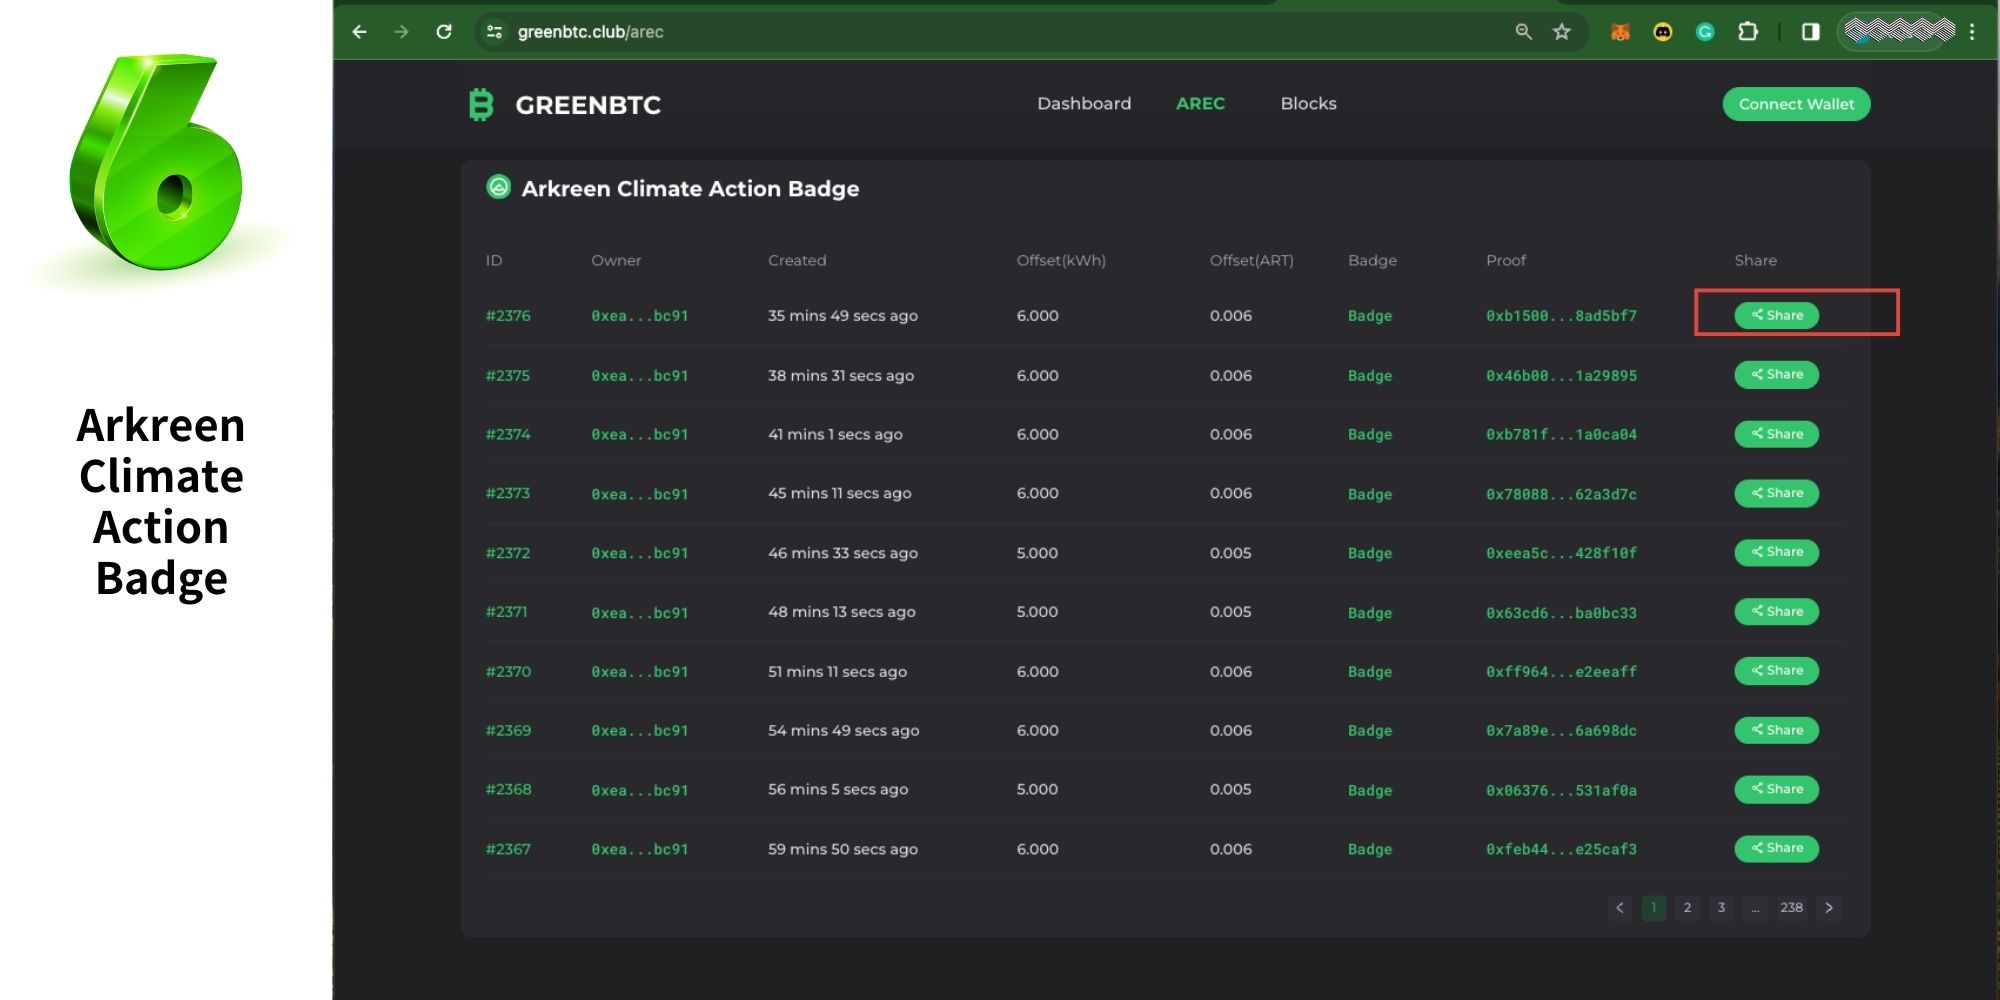 6
Arkreen
Climate
Action
Badge
greenbtc.club/arec
GREENBTC
Dashboard AREC Blocks
Connect Wallet
Arkreen Climate Action Badge
ID Owner Created Offset(kWh) Offset(ART) Badge Proof Share
#2376 0xea...bc91 35 mins 49 secs ago 6.000 0.006 Badge 0xb1500...8ad5bf7 Share
#2375 0xea...bc91 38 mins 31 secs ago 6.000 0.006 Badge 0x46b00...1a29895 Share
#2374 0xea...bc91 41 mins 1 secs ago 6.000 0.006 Badge 0xb781f...1a0ca04 Share
#2373 0xea...bc91 45 mins 11 secs ago 6.000 0.006 Badge 0x78088...62a3d7c Share
#2372 0xea...bc91 46 mins 33 secs ago 5.000 0.005 Badge 0xeea5c...428f10f Share
#2371 0xea...bc91 48 mins 13 secs ago 5.000 0.005 Badge 0x63cd6...ba0bc33 Share
#2370 0xea...bc91 51 mins 11 secs ago 6.000 0.006 Badge 0xff964...e2eeaff Share
#2369 0xea...bc91 54 mins 49 secs ago 6.000 0.006 Badge 0x7a89e...6a698dc Share
#2368 0xea...bc91 56 mins 5 secs ago 5.000 0.005 Badge 0x06376...531af0a Share
#2367 0xea...bc91 59 mins 50 secs ago 6.000 0.006 Badge 0xfeb44...e25caf3 Share
< 1 2 3 ... 238 >